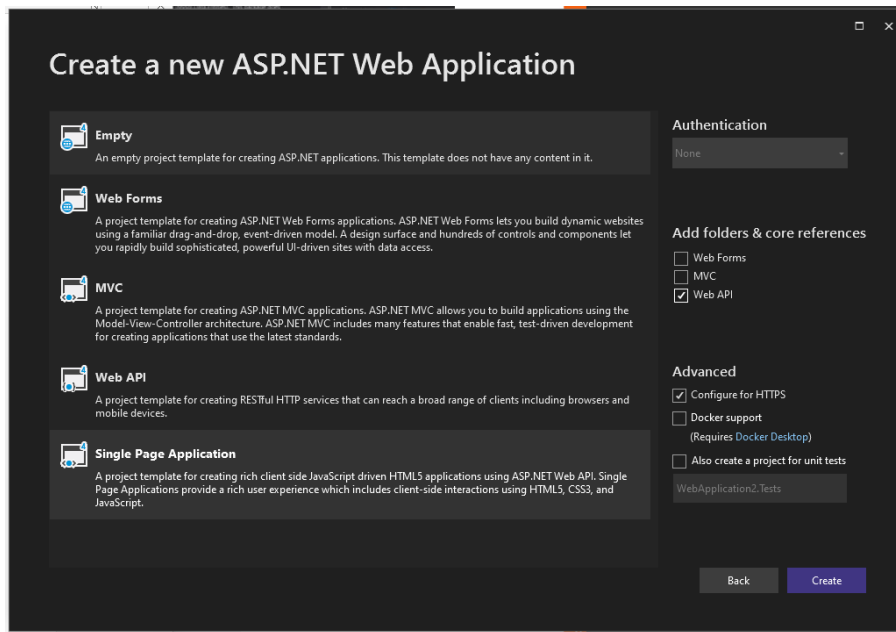 Create a new ASP.NET Web Application
Empty
An empty project template for creating ASP.NET applications. This template does not have any content in it.
Web Forms
A project template for creating ASP.NET Web Forms applications. ASP.NET Web Forms lets you build dynamic websites
using a familiar drag-and-drop, event-driven model. A design surface and hundreds of controls and components let
you rapidly build sophisticated, powerful UI-driven sites with data access.
MVC
A project template for creating ASP.NET MVC applications. ASP.NET MVC allows you to build applications using the
Model-View-Controller architecture. ASP.NET MVC includes many features that enable fast, test-driven development
for creating applications that use the latest standards.
Web API
A project template for creating RESTful HTTP services that can reach a broad range of clients including browsers and
mobile devices.
Single Page Application
A project template for creating rich client side JavaScript driven HTML5 applications using ASP.NET Web API. Single
Page Applications provide a rich user experience which includes client-side interactions using HTML5, CSS3, and
JavaScript.
Authentication
None
Add folders & core references
Web Forms
MVC
Web API
Advanced
Configure for HTTPS
Docker support
(Requires Docker Desktop)
Also create a project for unit tests
WebApplication2.Tests
Back
Create